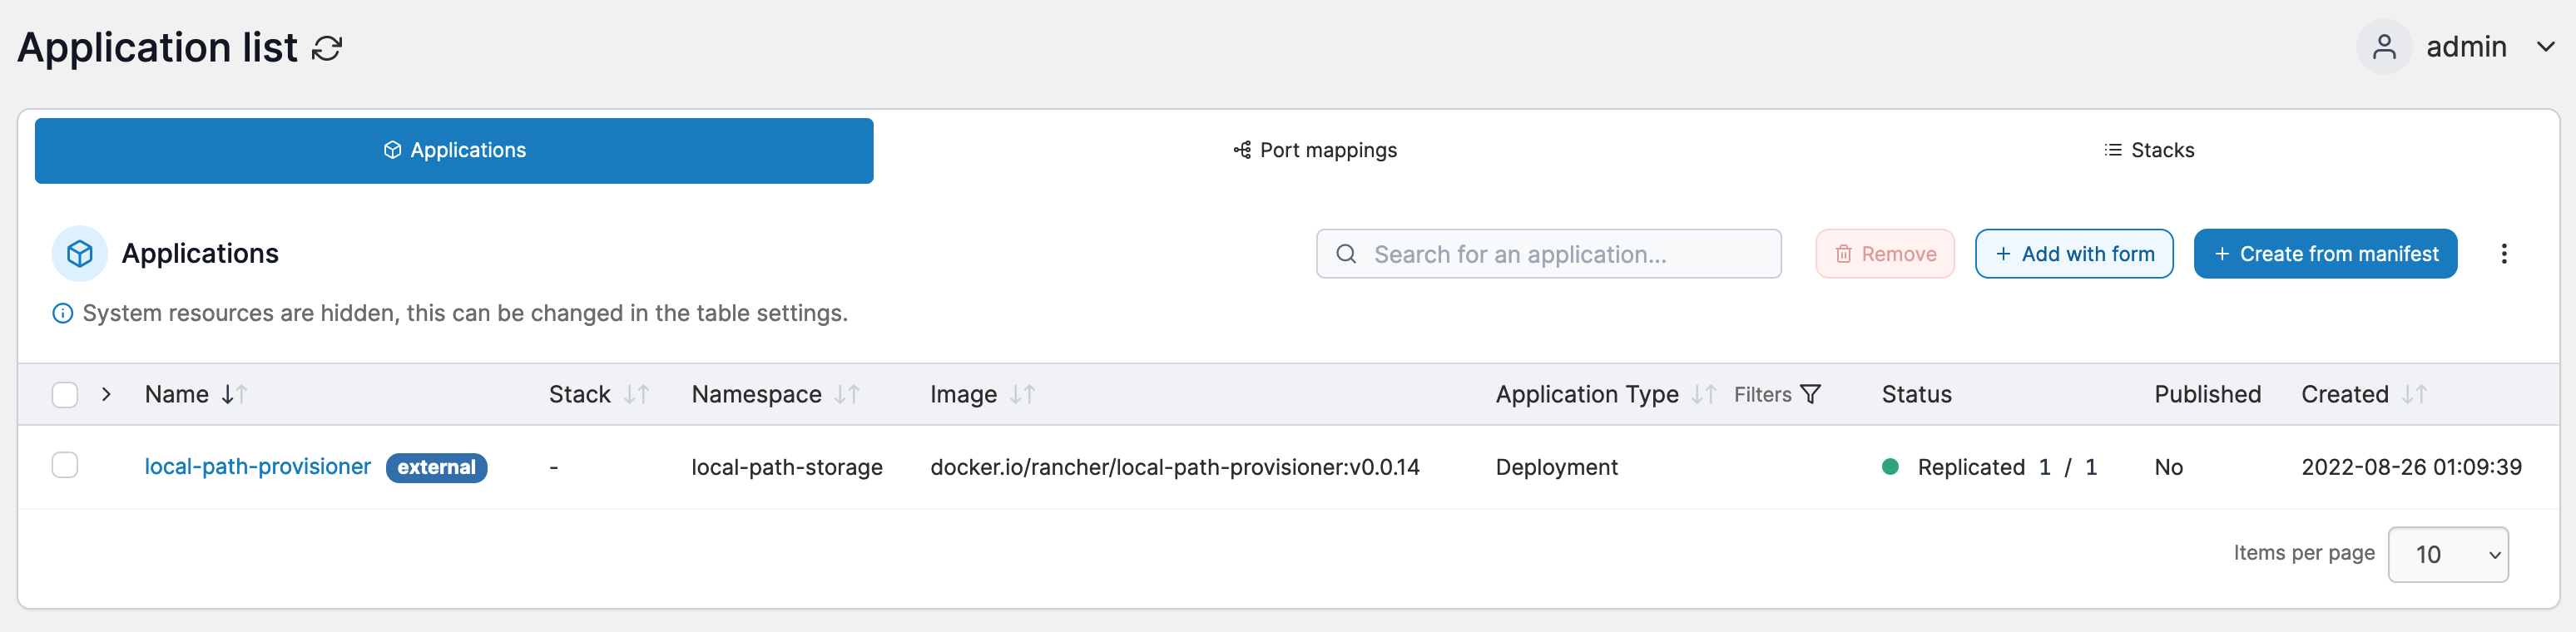 Application list
admin
Applications
Port mappings
Stacks
Applications
Search for an application...
Remove
+ Add with form
+ Create from manifest
System resources are hidden, this can be changed in the table settings.
Name Stack Namespace Image Application Type Filters Status Published Created
local-path-provisioner external - local-path-storage docker.io/rancher/local-path-provisioner:v0.0.14 Deployment Replicated 1 / 1 No 2022-08-26 01:09:39
Items per page 10